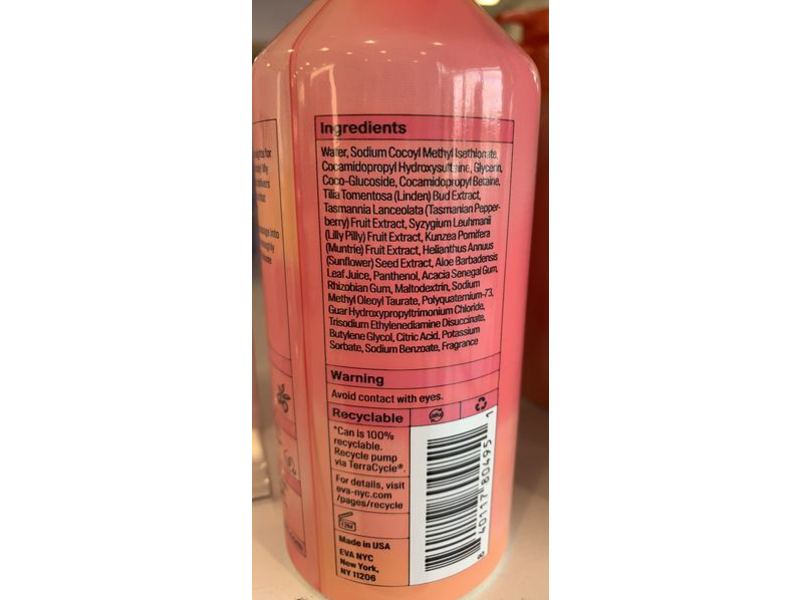 Ingredients
Water, Sodium Cocoyl Methyl Isethionate,
Cocamidopropyl Hydroxysultaine, Glycerin,
Coco-Glucoside, Cocamidopropyl Betaine,
Tilia Tomentosa (Linden) Bud Extract,
Tasmannia Lanceolata (Tasmanian Pepper-
berry) Fruit Extract, Syzygium Leuhmanii
(Lilly Pilly) Fruit Extract, Kunzea Pomifera
(Muntrie) Fruit Extract, Helianthus Annuus
(Sunflower) Seed Extract, Aloe Barbadensis
Leaf Juice, Panthenol, Acacia Senegal Gum,
Rhizobian Gum, Maltodextrin, Sodium
Methyl Oleoyl Taurate, Polyquaternium-73,
Guar Hydroxypropyltrimonium Chloride,
Trisodium Ethylenediamine Disuccinate,
Butylene Glycol, Citric Acid, Potassium
Sorbate, Sodium Benzoate, Fragrance
Warning
Avoid contact with eyes.
Recyclable
*Can is 100%
recyclable.
Recycle pump
via TerraCycle®.
For details, visit
eva-nyc.com
/pages/recycle
12M
Made in USA
EVA NYC
New York,
NY 11206
8 40117 80495 1